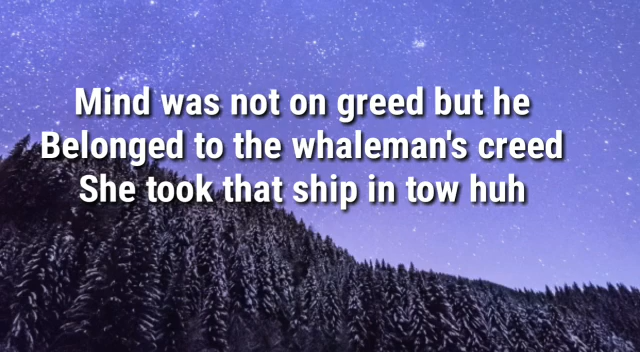 Mind was not on greed but he
Belonged to the whaleman's creed
She took that ship in tow huh